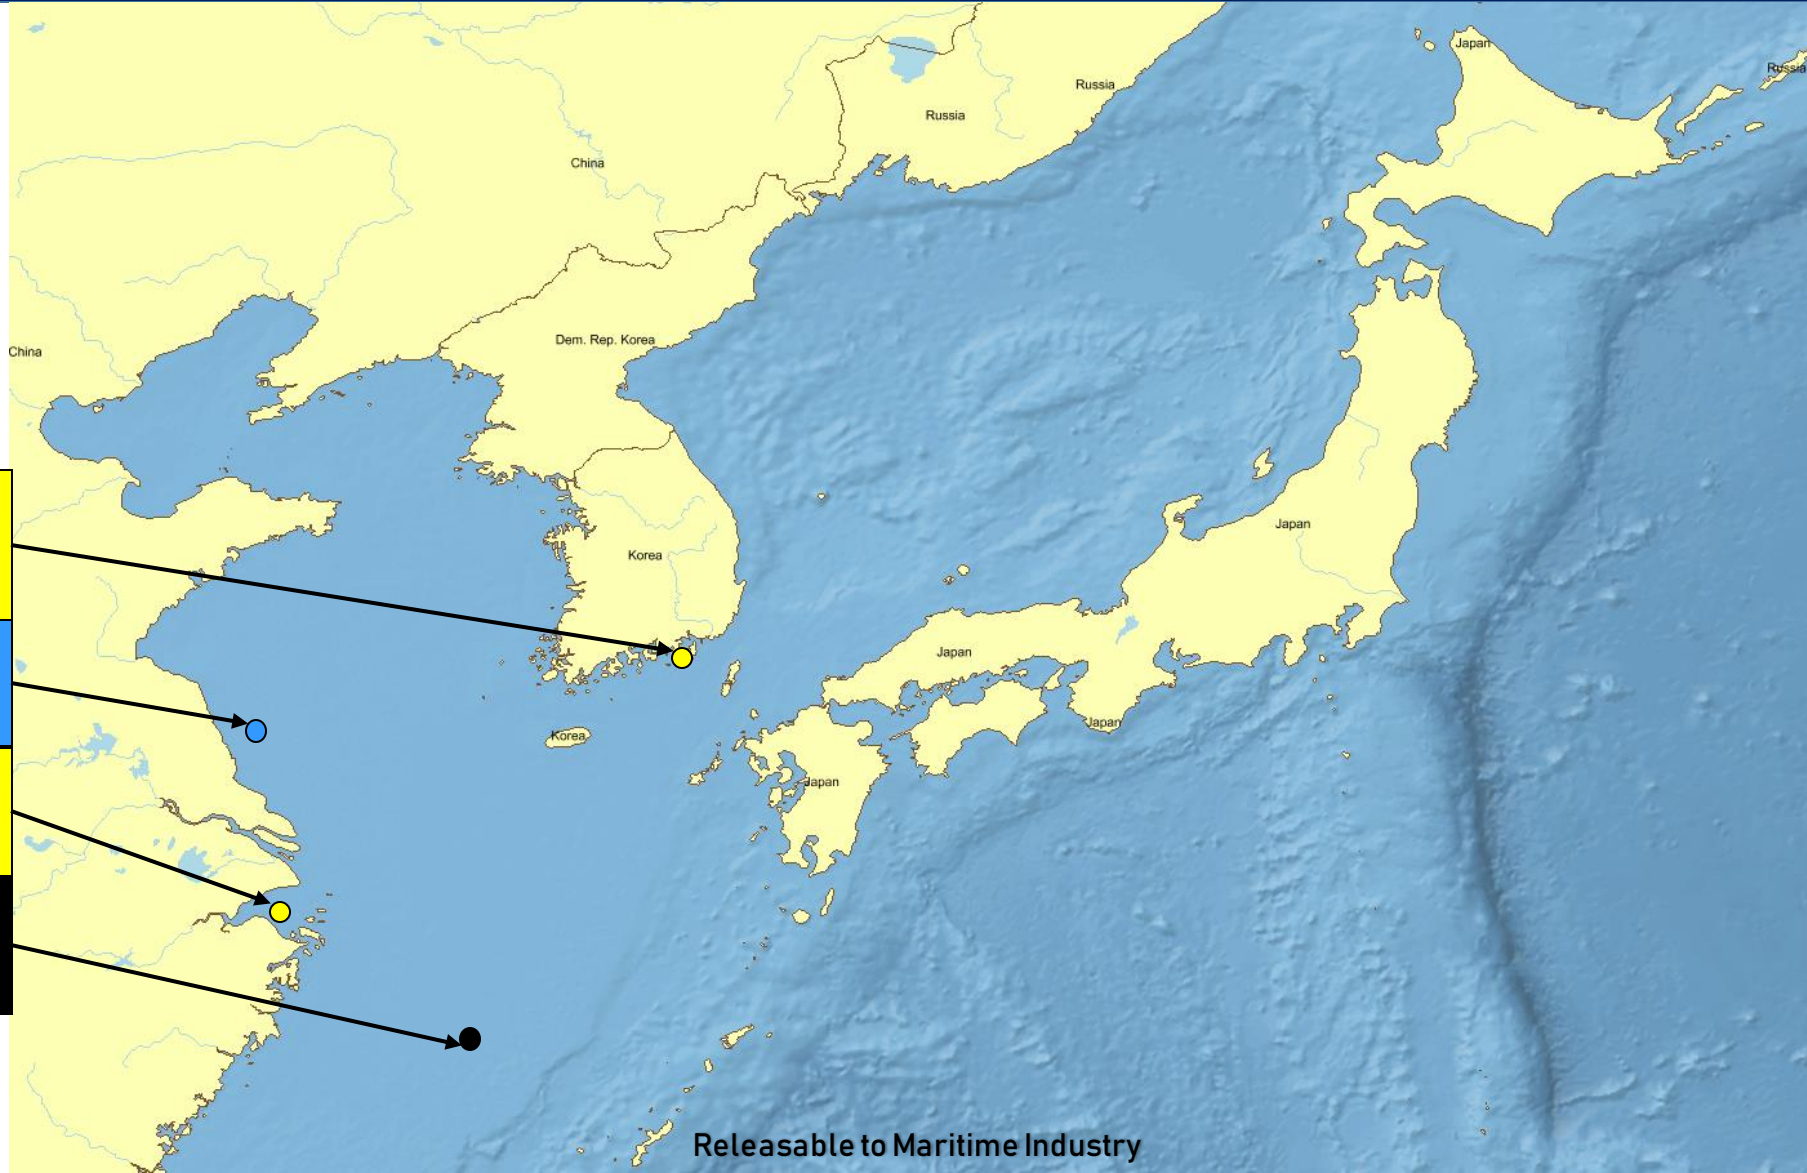 Japan
Russia
Russia
Russia
China
Dem. Rep. Korea
China
Japan
Korea
Japan
Japan
Korea
Japan
Releasable to Maritime Industry